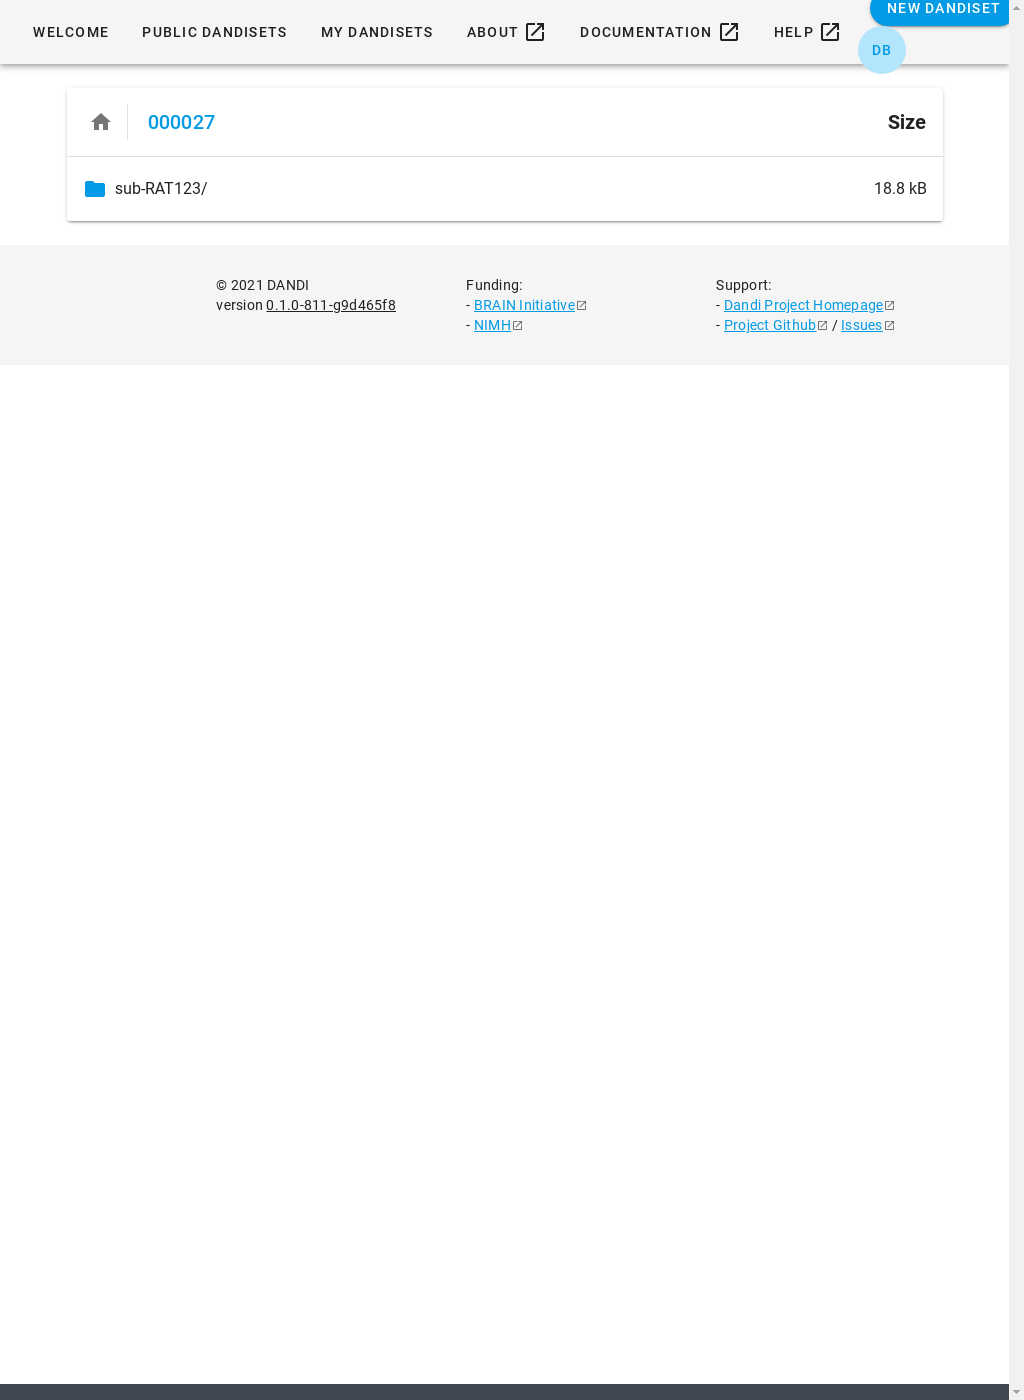 NEW DANDISET
WELCOME PUBLIC DANDISETS MY DANDISETS ABOUT DOCUMENTATION HELP
DB
000027 Size
sub-RAT123/ 18.8 kB
© 2021 DANDI
version 0.1.0-811-g9d465f8
Funding:
- BRAIN Initiative
- NIMH
Support:
- Dandi Project Homepage
- Project Github / Issues